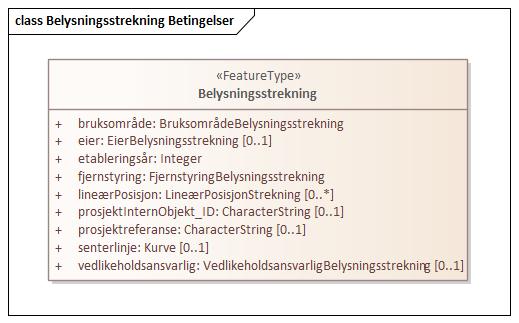 class Belysningsstrekning Betingelser
«FeatureType»
Belysningsstrekning
+ bruksområde: BruksområdeBelysningsstrekning
+ eier: EierBelysningsstrekning [0..1]
+ etableringsår: Integer
+ fjernstyring: FjernstyringBelysningsstrekning
+ lineærPosisjon: LineærPosisjonStrekning [0..*]
+ prosjektInternObjekt_ID: CharacterString [0..1]
+ prosjektreferanse: CharacterString [0..1]
+ senterlinje: Kurve [0..1]
+ vedlikeholdsansvarlig: VedlikeholdsansvarligBelysningsstrekning [0..1]